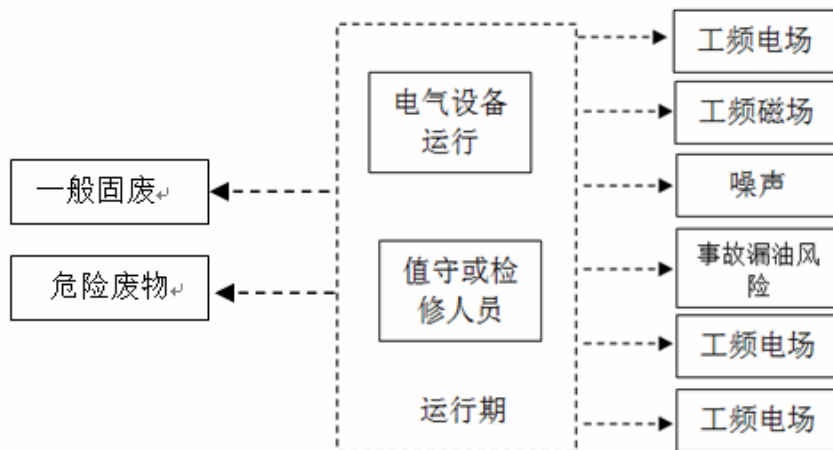 一般固废
危险废物
电气设备
运行
值守或检
修人员
运行期
工频电场
工频磁场
噪声
事故漏油风
险
工频电场
工频电场